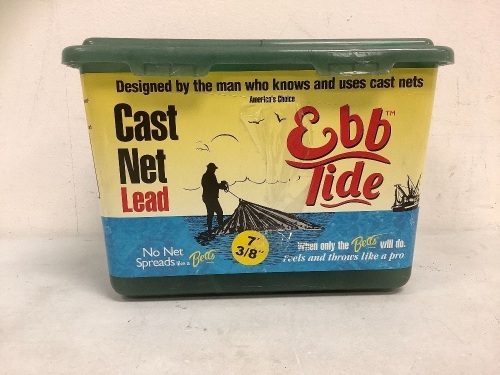 Designed by the man who knows and uses cast nets
America's Choice
Cast
Net
Lead
Ebb™
Tide
No Net
Spreads like a Betts
7'
3/8"
When only the Betts will do.
Feels and throws like a pro